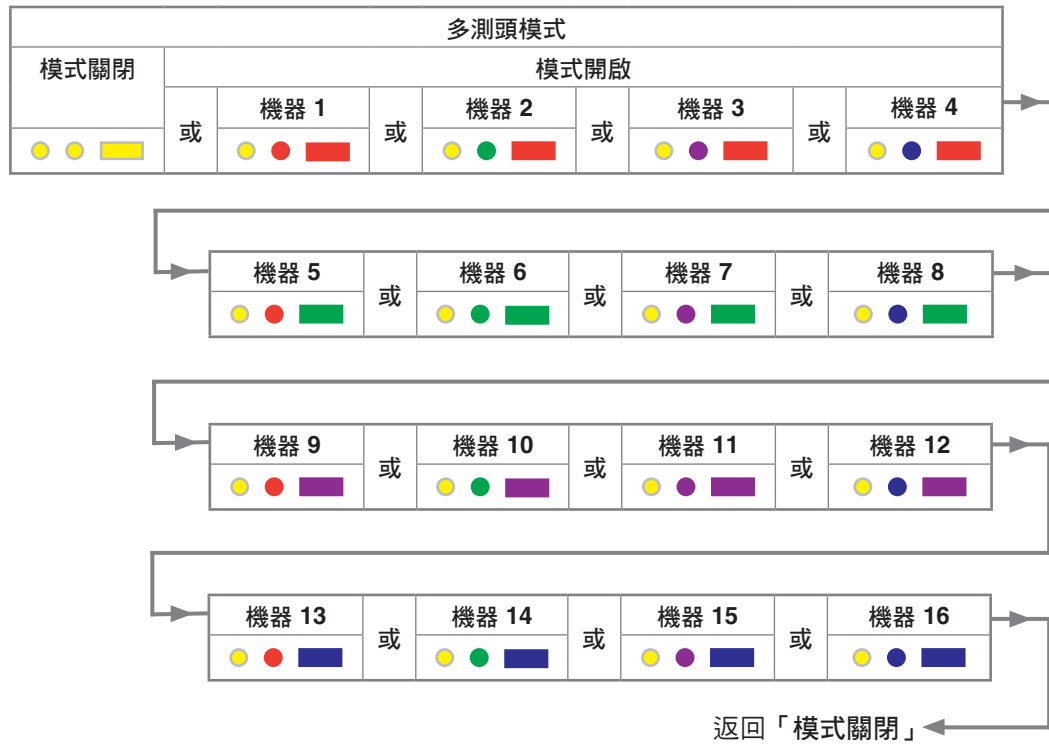 多測頭模式
模式關閉
模式開啟
或
機器 1
或
機器 2
或
機器 3
或
機器 4
機器 5
或
機器 6
或
機器 7
或
機器 8
機器 9
或
機器 10
或
機器 11
或
機器 12
機器 13
或
機器 14
或
機器 15
或
機器 16
返回「模式關閉」